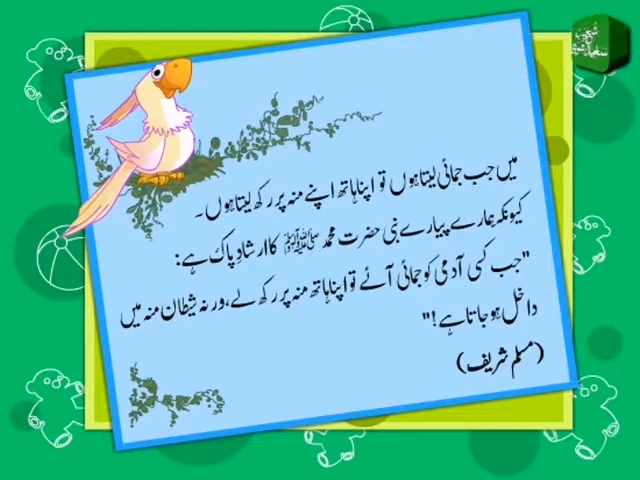 میں جب جمائی لیتا ہوں تو اپنا ہاتھ اپنے منہ پر رکھ لیتا ہوں۔
کیونکہ ہمارے پیارے نبی حضرت محمد ﷺ کا ارشادِ پاک ہے:
"جب کسی آدمی کو جمائی آئے تو اپنا ہاتھ منہ پر رکھ لے، ورنہ شیطان منہ میں
داخل ہو جاتا ہے!"
(مسلم شریف)